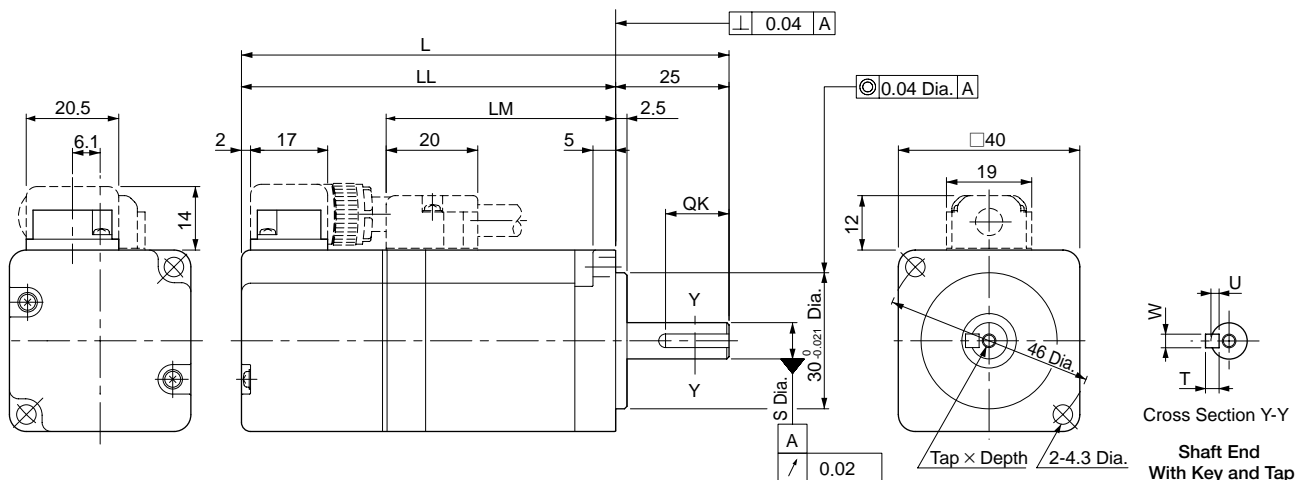 ⊥ 0.04 A
L
LL 25
◎ 0.04 Dia. A
20.5
LM 2.5
6.1
2 17 20 5
□40
19
14
QK
12
Y
U
W
30 0 -0.021 Dia.
46 Dia.
T
Y
S Dia.
Cross Section Y-Y
A
↗ 0.02
Tap × Depth
2-4.3 Dia.
Shaft End
With Key and Tap